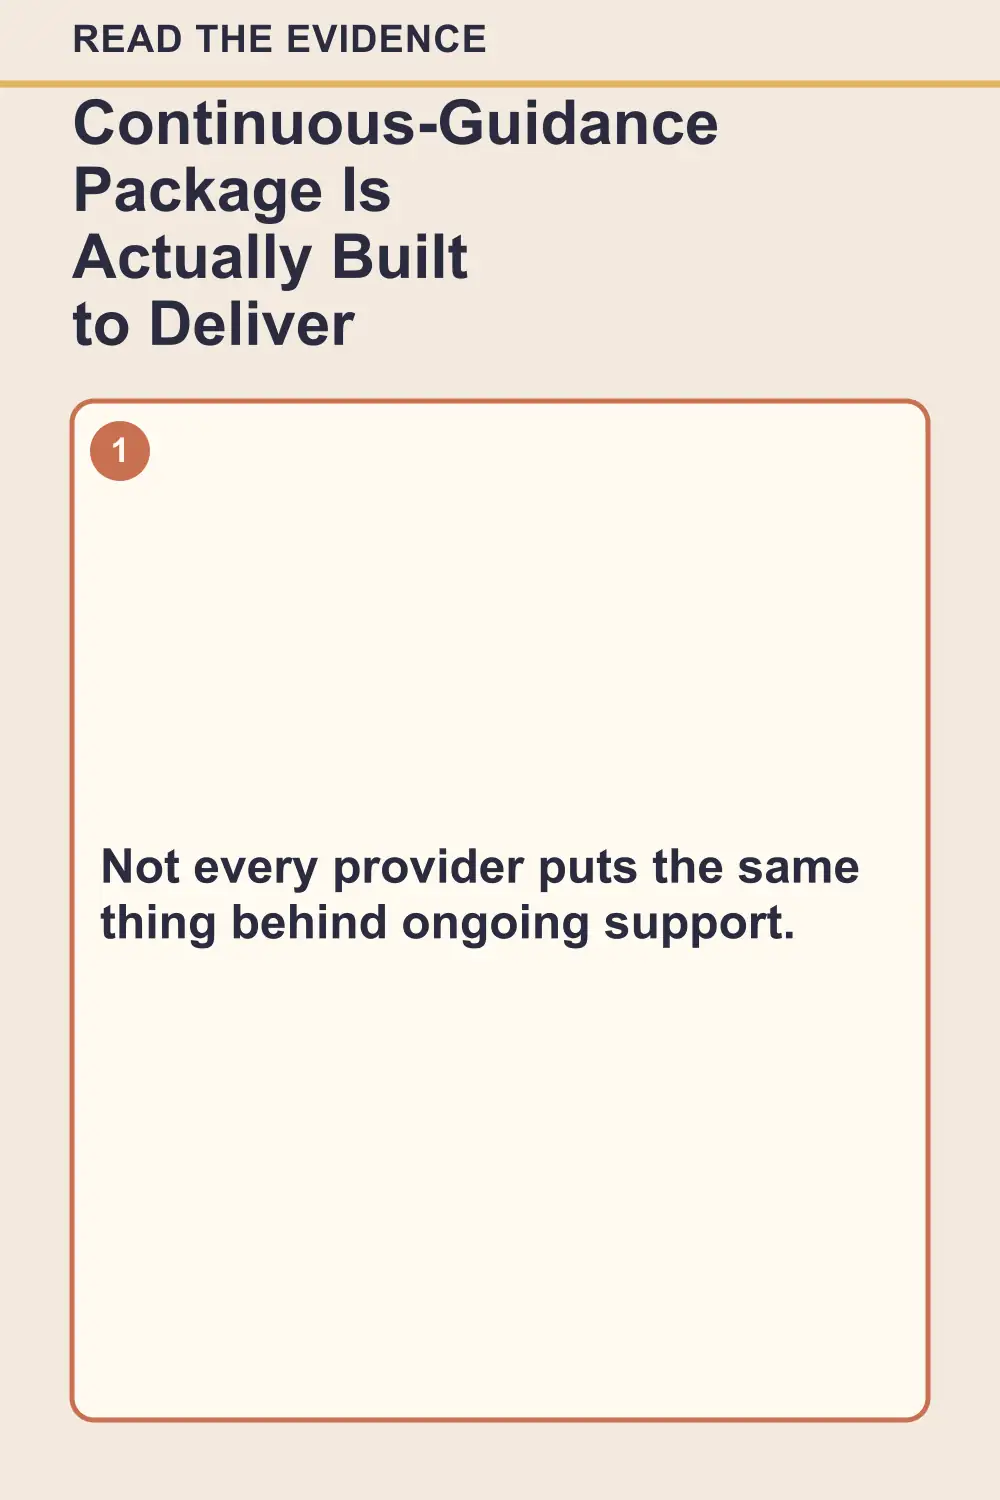 READ THE EVIDENCE
Continuous-Guidance
Package Is
Actually Built
to Deliver
1
Not every provider puts the same
thing behind ongoing support.